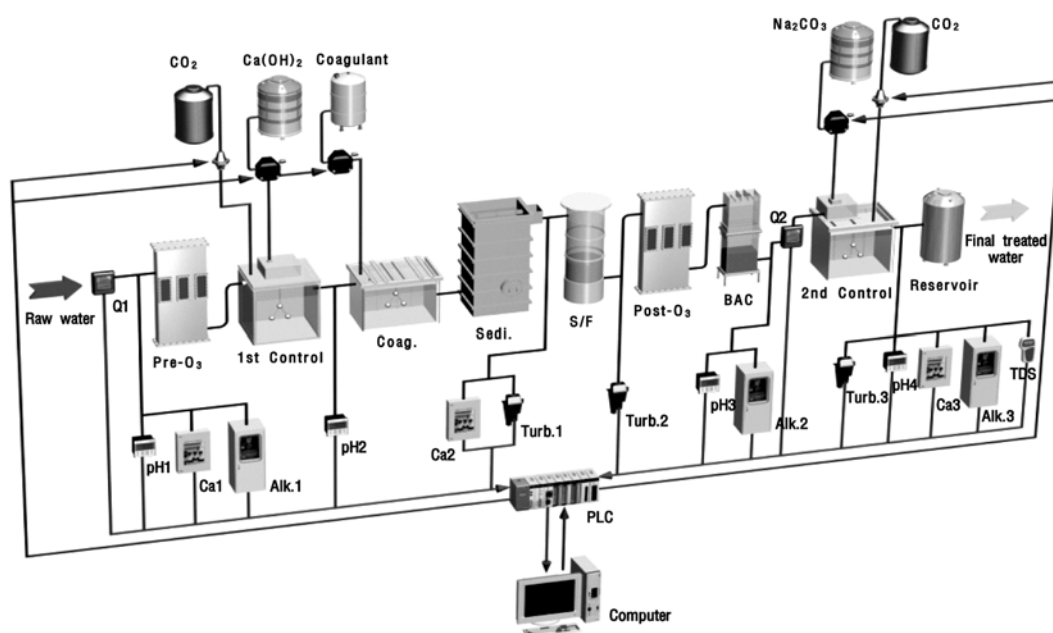 CO₂
Ca(OH)₂
Coagulant
Na₂CO₃
CO₂
Raw water
Q1
Pre-O₃
1st Control
Coag.
Sedi.
S/F
Post-O₃
BAC
Q2
2nd Control
Reservoir
Final treated
water
pH1
Ca1
Alk.1
pH2
Ca2
Turb.1
Turb.2
pH3
Alk.2
Turb.3
pH4
Ca3
Alk.3
TDS
PLC
Computer